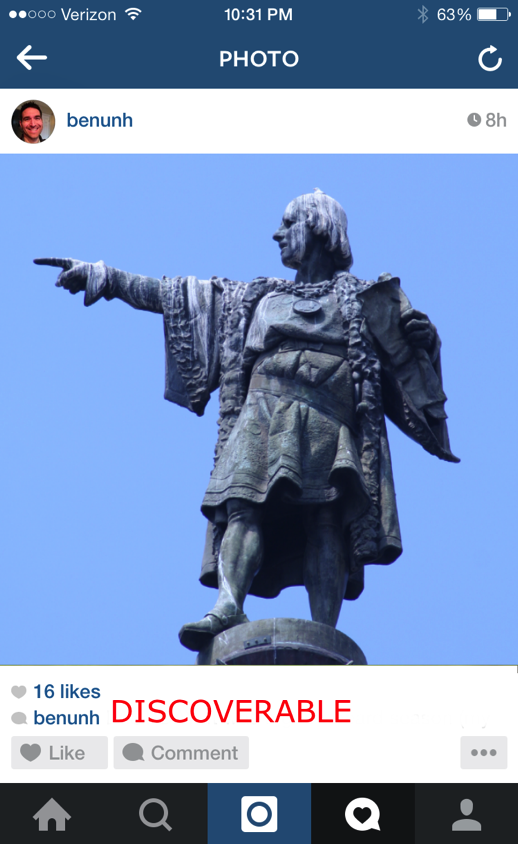 Verizon 10:31 PM 63%
PHOTO
benunh 8h
16 likes
benunh DISCOVERABLE
Like Comment